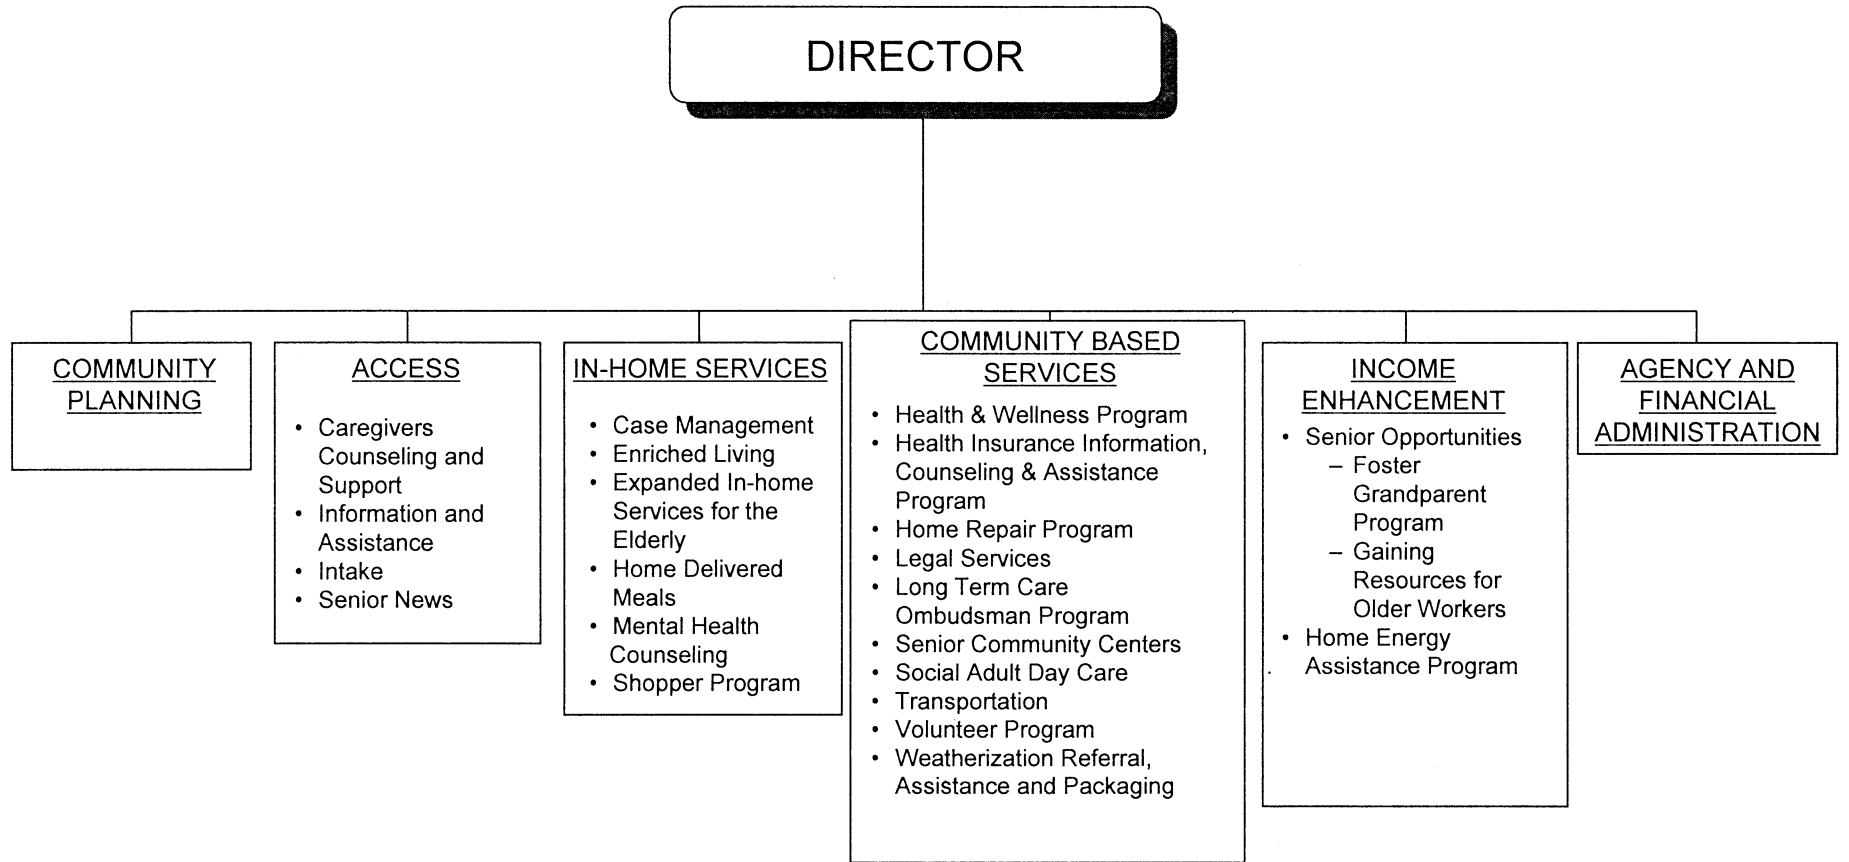 DIRECTOR
COMMUNITY
PLANNING
ACCESS
• Caregivers
Counseling and
Support
• Information and
Assistance
• Intake
• Senior News
IN-HOME SERVICES
• Case Management
• Enriched Living
• Expanded In-home
Services for the
Elderly
• Home Delivered
Meals
• Mental Health
Counseling
• Shopper Program
COMMUNITY BASED
SERVICES
• Health & Wellness Program
• Health Insurance Information,
Counseling & Assistance
Program
• Home Repair Program
• Legal Services
• Long Term Care
Ombudsman Program
• Senior Community Centers
• Social Adult Day Care
• Transportation
• Volunteer Program
• Weatherization Referral,
Assistance and Packaging
INCOME
ENHANCEMENT
• Senior Opportunities
– Foster
Grandparent
Program
– Gaining
Resources for
Older Workers
• Home Energy
Assistance Program
AGENCY AND
FINANCIAL
ADMINISTRATION